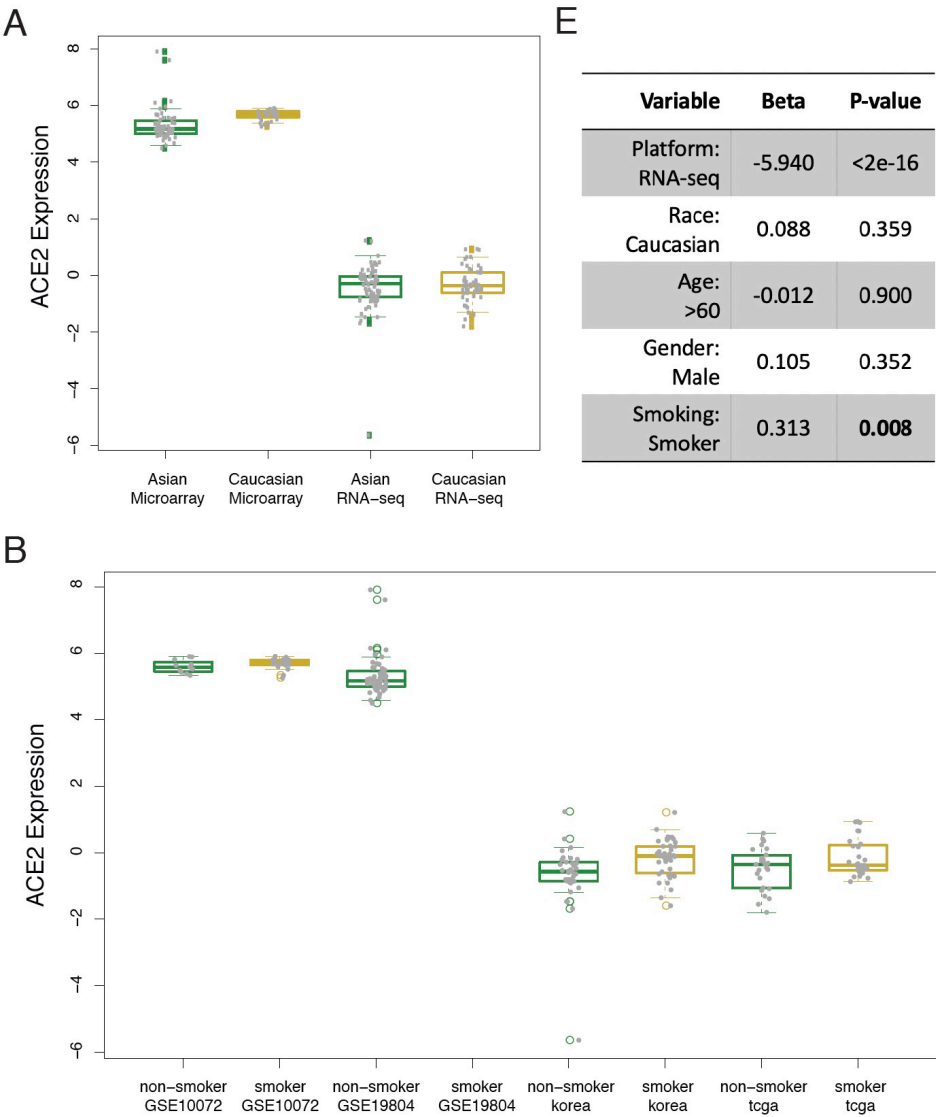 A
E
ACE2 Expression
8
6
4
2
0
−2
−4
−6
Asian
Microarray
Caucasian
Microarray
Asian
RNA−seq
Caucasian
RNA−seq
Variable Beta P-value
Platform:
RNA-seq -5.940 <2e-16
Race:
Caucasian 0.088 0.359
Age:
>60 -0.012 0.900
Gender:
Male 0.105 0.352
Smoking:
Smoker 0.313 0.008
B
ACE2 Expression
8
6
4
2
0
−2
−4
−6
non−smoker
GSE10072
smoker
GSE10072
non−smoker
GSE19804
smoker
GSE19804
non−smoker
korea
smoker
korea
non−smoker
tcga
smoker
tcga